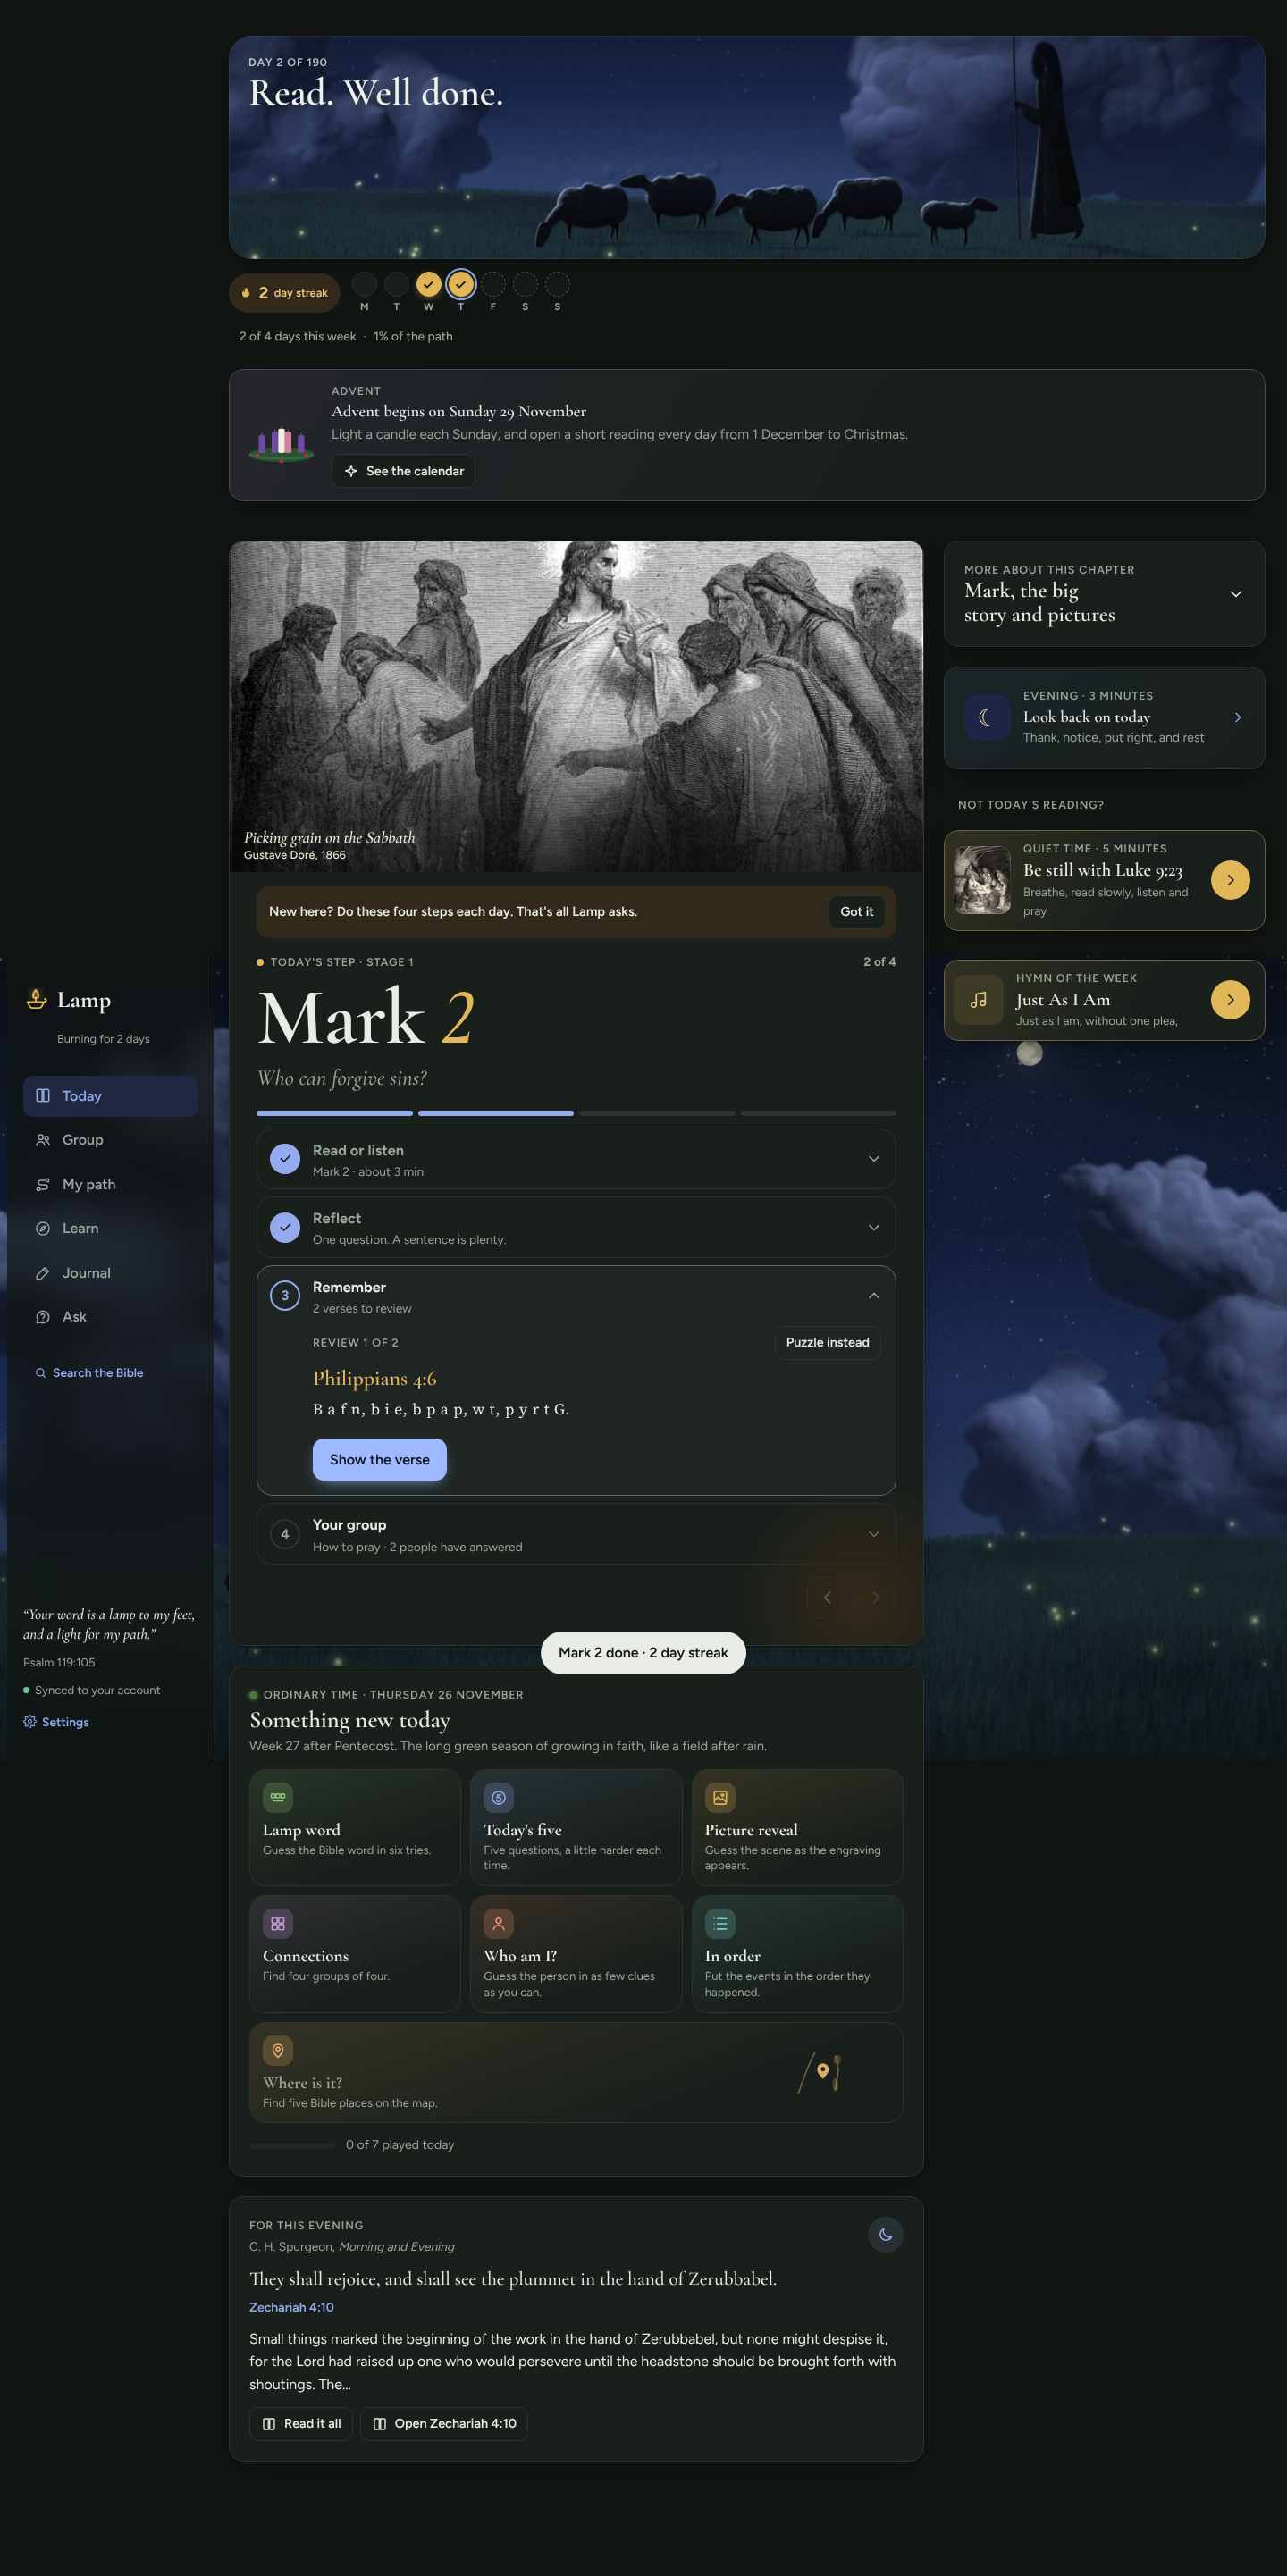 DAY 2 OF 190
Read. Well done.
2 day streak
M T W T F S S
2 of 4 days this week · 1% of the path
ADVENT
Advent begins on Sunday 29 November
Light a candle each Sunday, and open a short reading every day from 1 December to Christmas.
See the calendar
Picking grain on the Sabbath
Gustave Doré, 1866
New here? Do these four steps each day. That's all Lamp asks.
Got it
TODAY'S STEP · STAGE 1
2 of 4
Mark 2
Who can forgive sins?
Read or listen
Mark 2 · about 3 min
Reflect
One question. A sentence is plenty.
3
Remember
2 verses to review
REVIEW 1 OF 2
Puzzle instead
Philippians 4:6
B a f n, b i e, b p a p, w t, p y r t G.
Show the verse
4
Your group
How to pray · 2 people have answered
Mark 2 done · 2 day streak
MORE ABOUT THIS CHAPTER
Mark, the big
story and pictures
EVENING · 3 MINUTES
Look back on today
Thank, notice, put right, and rest
NOT TODAY'S READING?
QUIET TIME · 5 MINUTES
Be still with Luke 9:23
Breathe, read slowly, listen and
pray
HYMN OF THE WEEK
Just As I Am
Just as I am, without one plea,
Lamp
Burning for 2 days
Today
Group
My path
Learn
Journal
Ask
Search the Bible
“Your word is a lamp to my feet,
and a light for my path.”
Psalm 119:105
Synced to your account
Settings
ORDINARY TIME · THURSDAY 26 NOVEMBER
Something new today
Week 27 after Pentecost. The long green season of growing in faith, like a field after rain.
Lamp word
Guess the Bible word in six tries.
5
Today's five
Five questions, a little harder each
time.
Picture reveal
Guess the scene as the engraving
appears.
Connections
Find four groups of four.
Who am I?
Guess the person in as few clues
as you can.
In order
Put the events in the order they
happened.
Where is it?
Find five Bible places on the map.
0 of 7 played today
FOR THIS EVENING
C. H. Spurgeon, Morning and Evening
They shall rejoice, and shall see the plummet in the hand of Zerubbabel.
Zechariah 4:10
Small things marked the beginning of the work in the hand of Zerubbabel, but none might despise it,
for the Lord had raised up one who would persevere until the headstone should be brought forth with
shoutings. The…
Read it all
Open Zechariah 4:10